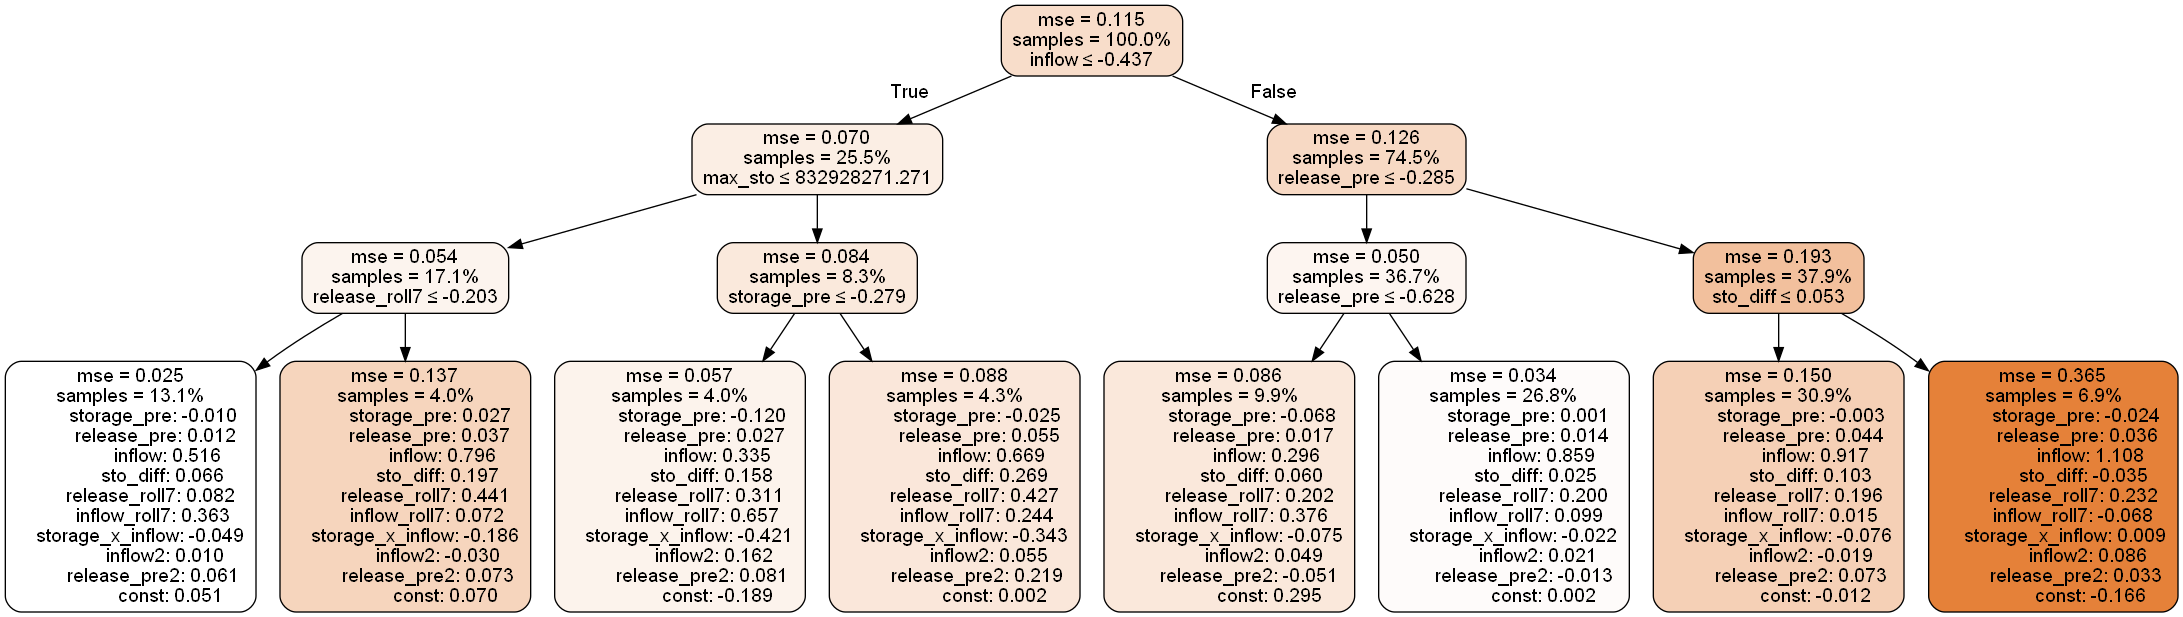 mse = 0.115
samples = 100.0%
inflow ≤ -0.437
True
False
mse = 0.070
samples = 25.5%
max_sto ≤ 832928271.271
mse = 0.126
samples = 74.5%
release_pre ≤ -0.285
mse = 0.054
samples = 17.1%
release_roll7 ≤ -0.203
mse = 0.084
samples = 8.3%
storage_pre ≤ -0.279
mse = 0.050
samples = 36.7%
release_pre ≤ -0.628
mse = 0.193
samples = 37.9%
sto_diff ≤ 0.053
mse = 0.025
samples = 13.1%
storage_pre: -0.010
release_pre: 0.012
inflow: 0.516
sto_diff: 0.066
release_roll7: 0.082
inflow_roll7: 0.363
storage_x_inflow: -0.049
inflow2: 0.010
release_pre2: 0.061
const: 0.051
mse = 0.137
samples = 4.0%
storage_pre: 0.027
release_pre: 0.037
inflow: 0.796
sto_diff: 0.197
release_roll7: 0.441
inflow_roll7: 0.072
storage_x_inflow: -0.186
inflow2: -0.030
release_pre2: 0.073
const: 0.070
mse = 0.057
samples = 4.0%
storage_pre: -0.120
release_pre: 0.027
inflow: 0.335
sto_diff: 0.158
release_roll7: 0.311
inflow_roll7: 0.657
storage_x_inflow: -0.421
inflow2: 0.162
release_pre2: 0.081
const: -0.189
mse = 0.088
samples = 4.3%
storage_pre: -0.025
release_pre: 0.055
inflow: 0.669
sto_diff: 0.269
release_roll7: 0.427
inflow_roll7: 0.244
storage_x_inflow: -0.343
inflow2: 0.055
release_pre2: 0.219
const: 0.002
mse = 0.086
samples = 9.9%
storage_pre: -0.068
release_pre: 0.017
inflow: 0.296
sto_diff: 0.060
release_roll7: 0.202
inflow_roll7: 0.376
storage_x_inflow: -0.075
inflow2: 0.049
release_pre2: -0.051
const: 0.295
mse = 0.034
samples = 26.8%
storage_pre: 0.001
release_pre: 0.014
inflow: 0.859
sto_diff: 0.025
release_roll7: 0.200
inflow_roll7: 0.099
storage_x_inflow: -0.022
inflow2: 0.021
release_pre2: -0.013
const: 0.002
mse = 0.150
samples = 30.9%
storage_pre: -0.003
release_pre: 0.044
inflow: 0.917
sto_diff: 0.103
release_roll7: 0.196
inflow_roll7: 0.015
storage_x_inflow: -0.076
inflow2: -0.019
release_pre2: 0.073
const: -0.012
mse = 0.365
samples = 6.9%
storage_pre: -0.024
release_pre: 0.036
inflow: 1.108
sto_diff: -0.035
release_roll7: 0.232
inflow_roll7: -0.068
storage_x_inflow: 0.009
inflow2: 0.086
release_pre2: 0.033
const: -0.166